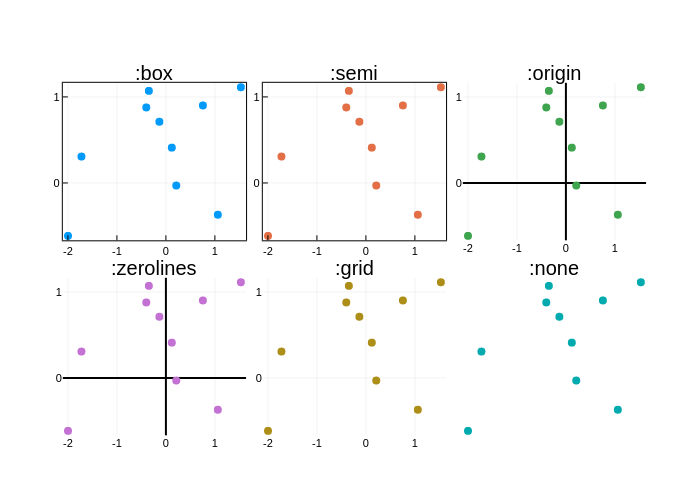 :box :semi :origin
1 1 1
0 0 0
-2 -1 0 1 -2 -1 0 1 -2 -1 0 1
:zerolines :grid :none
1 1
0 0
-2 -1 0 1 -2 -1 0 1